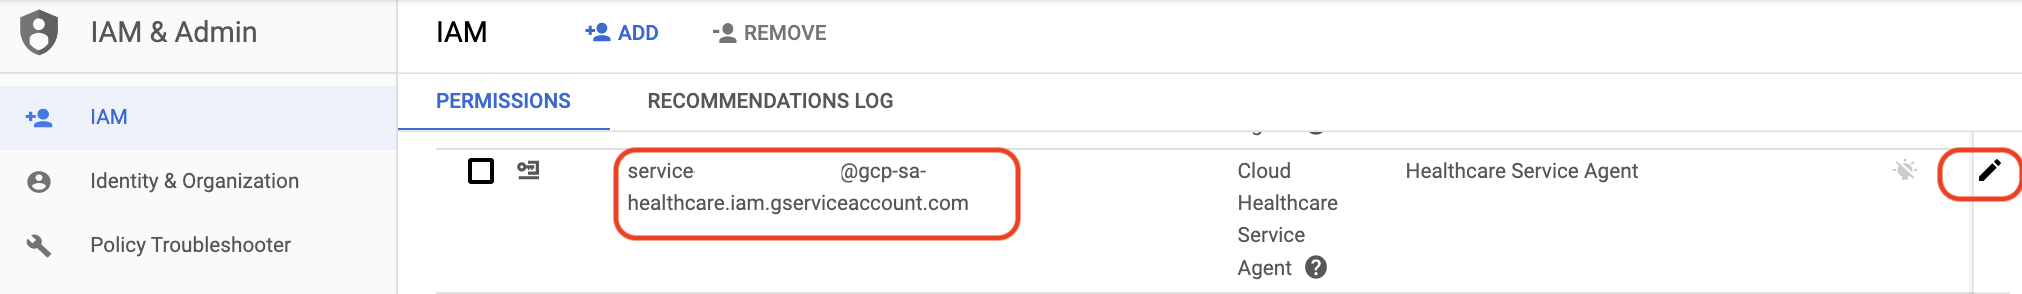 IAM & Admin
IAM
ADD
REMOVE
IAM
Identity & Organization
Policy Troubleshooter
PERMISSIONS
RECOMMENDATIONS LOG
service @gcp-sa-
healthcare.iam.gserviceaccount.com
Cloud
Healthcare
Service
Agent
Healthcare Service Agent